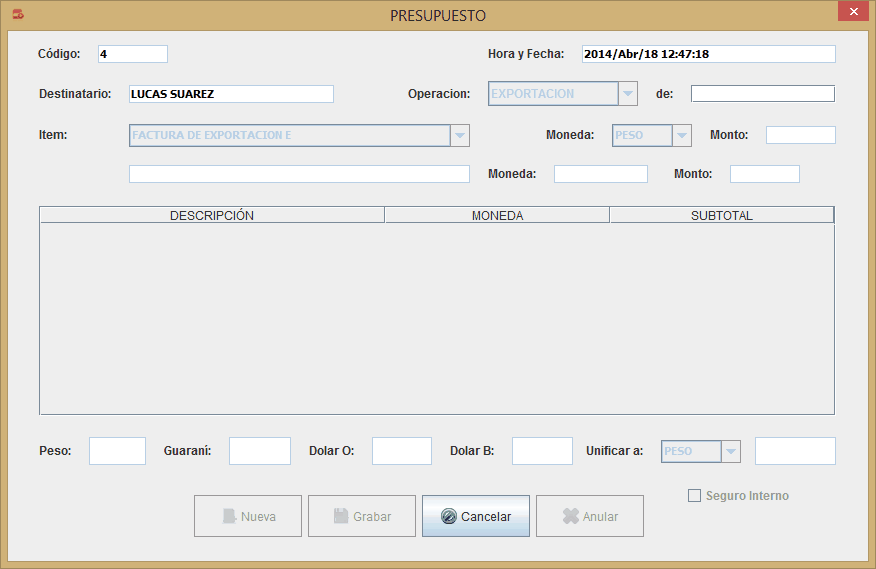 PRESUPUESTO
Código: 4 Hora y Fecha: 2014/Abr/18 12:47:18
Destinatario: LUCAS SUAREZ Operacion: EXPORTACION de:
Item: FACTURA DE EXPORTACION E Moneda: PESO Monto:
Moneda: Monto:
DESCRIPCIÓN MONEDA SUBTOTAL
Peso: Guaraní: Dolar O: Dolar B: Unificar a: PESO
Seguro Interno
Nueva Grabar Cancelar Anular